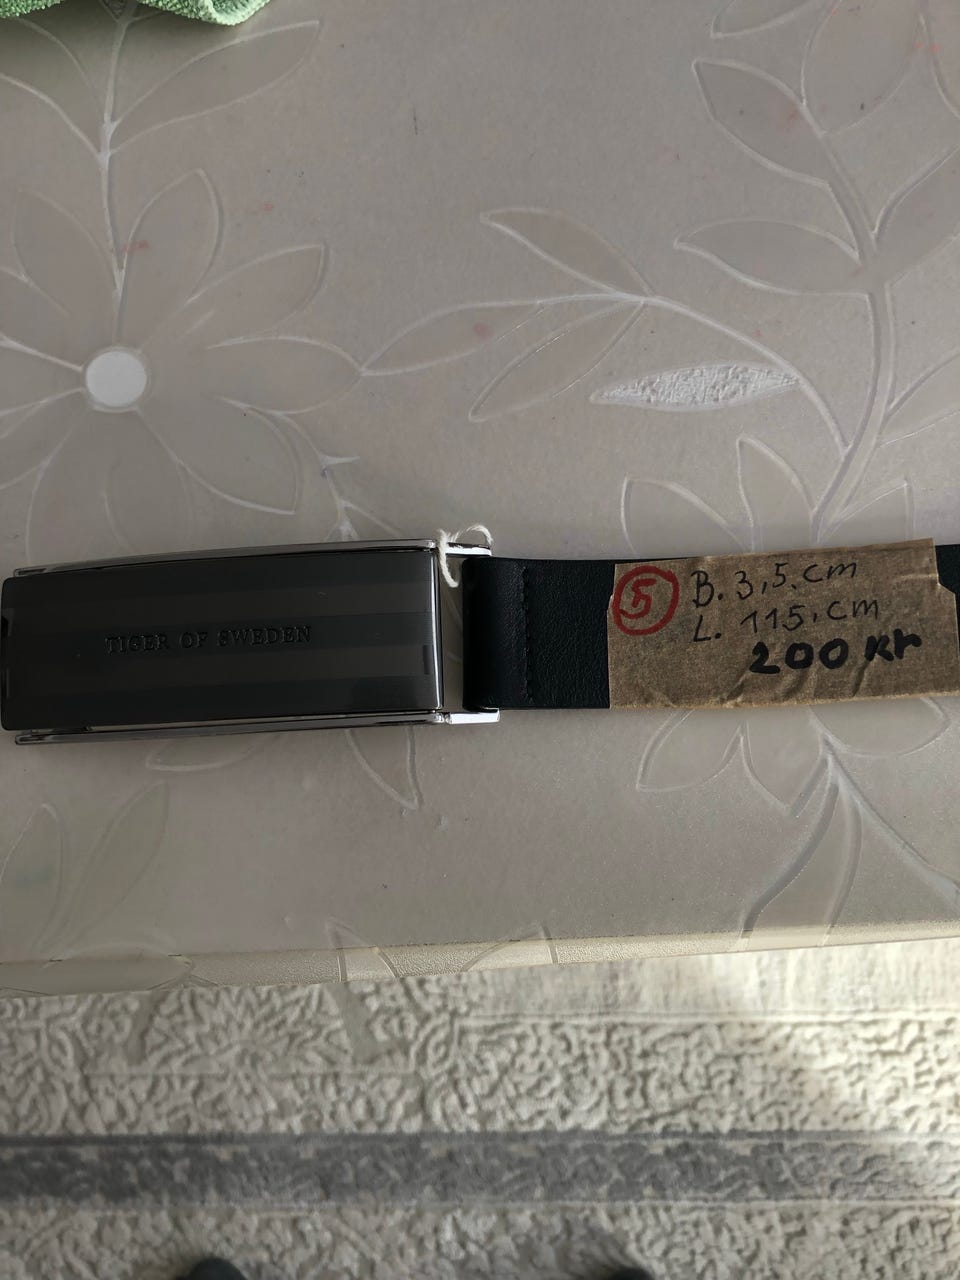 TIGER OF SWEDEN
5 B. 3,5.cm
L. 115.cm
200 Kr